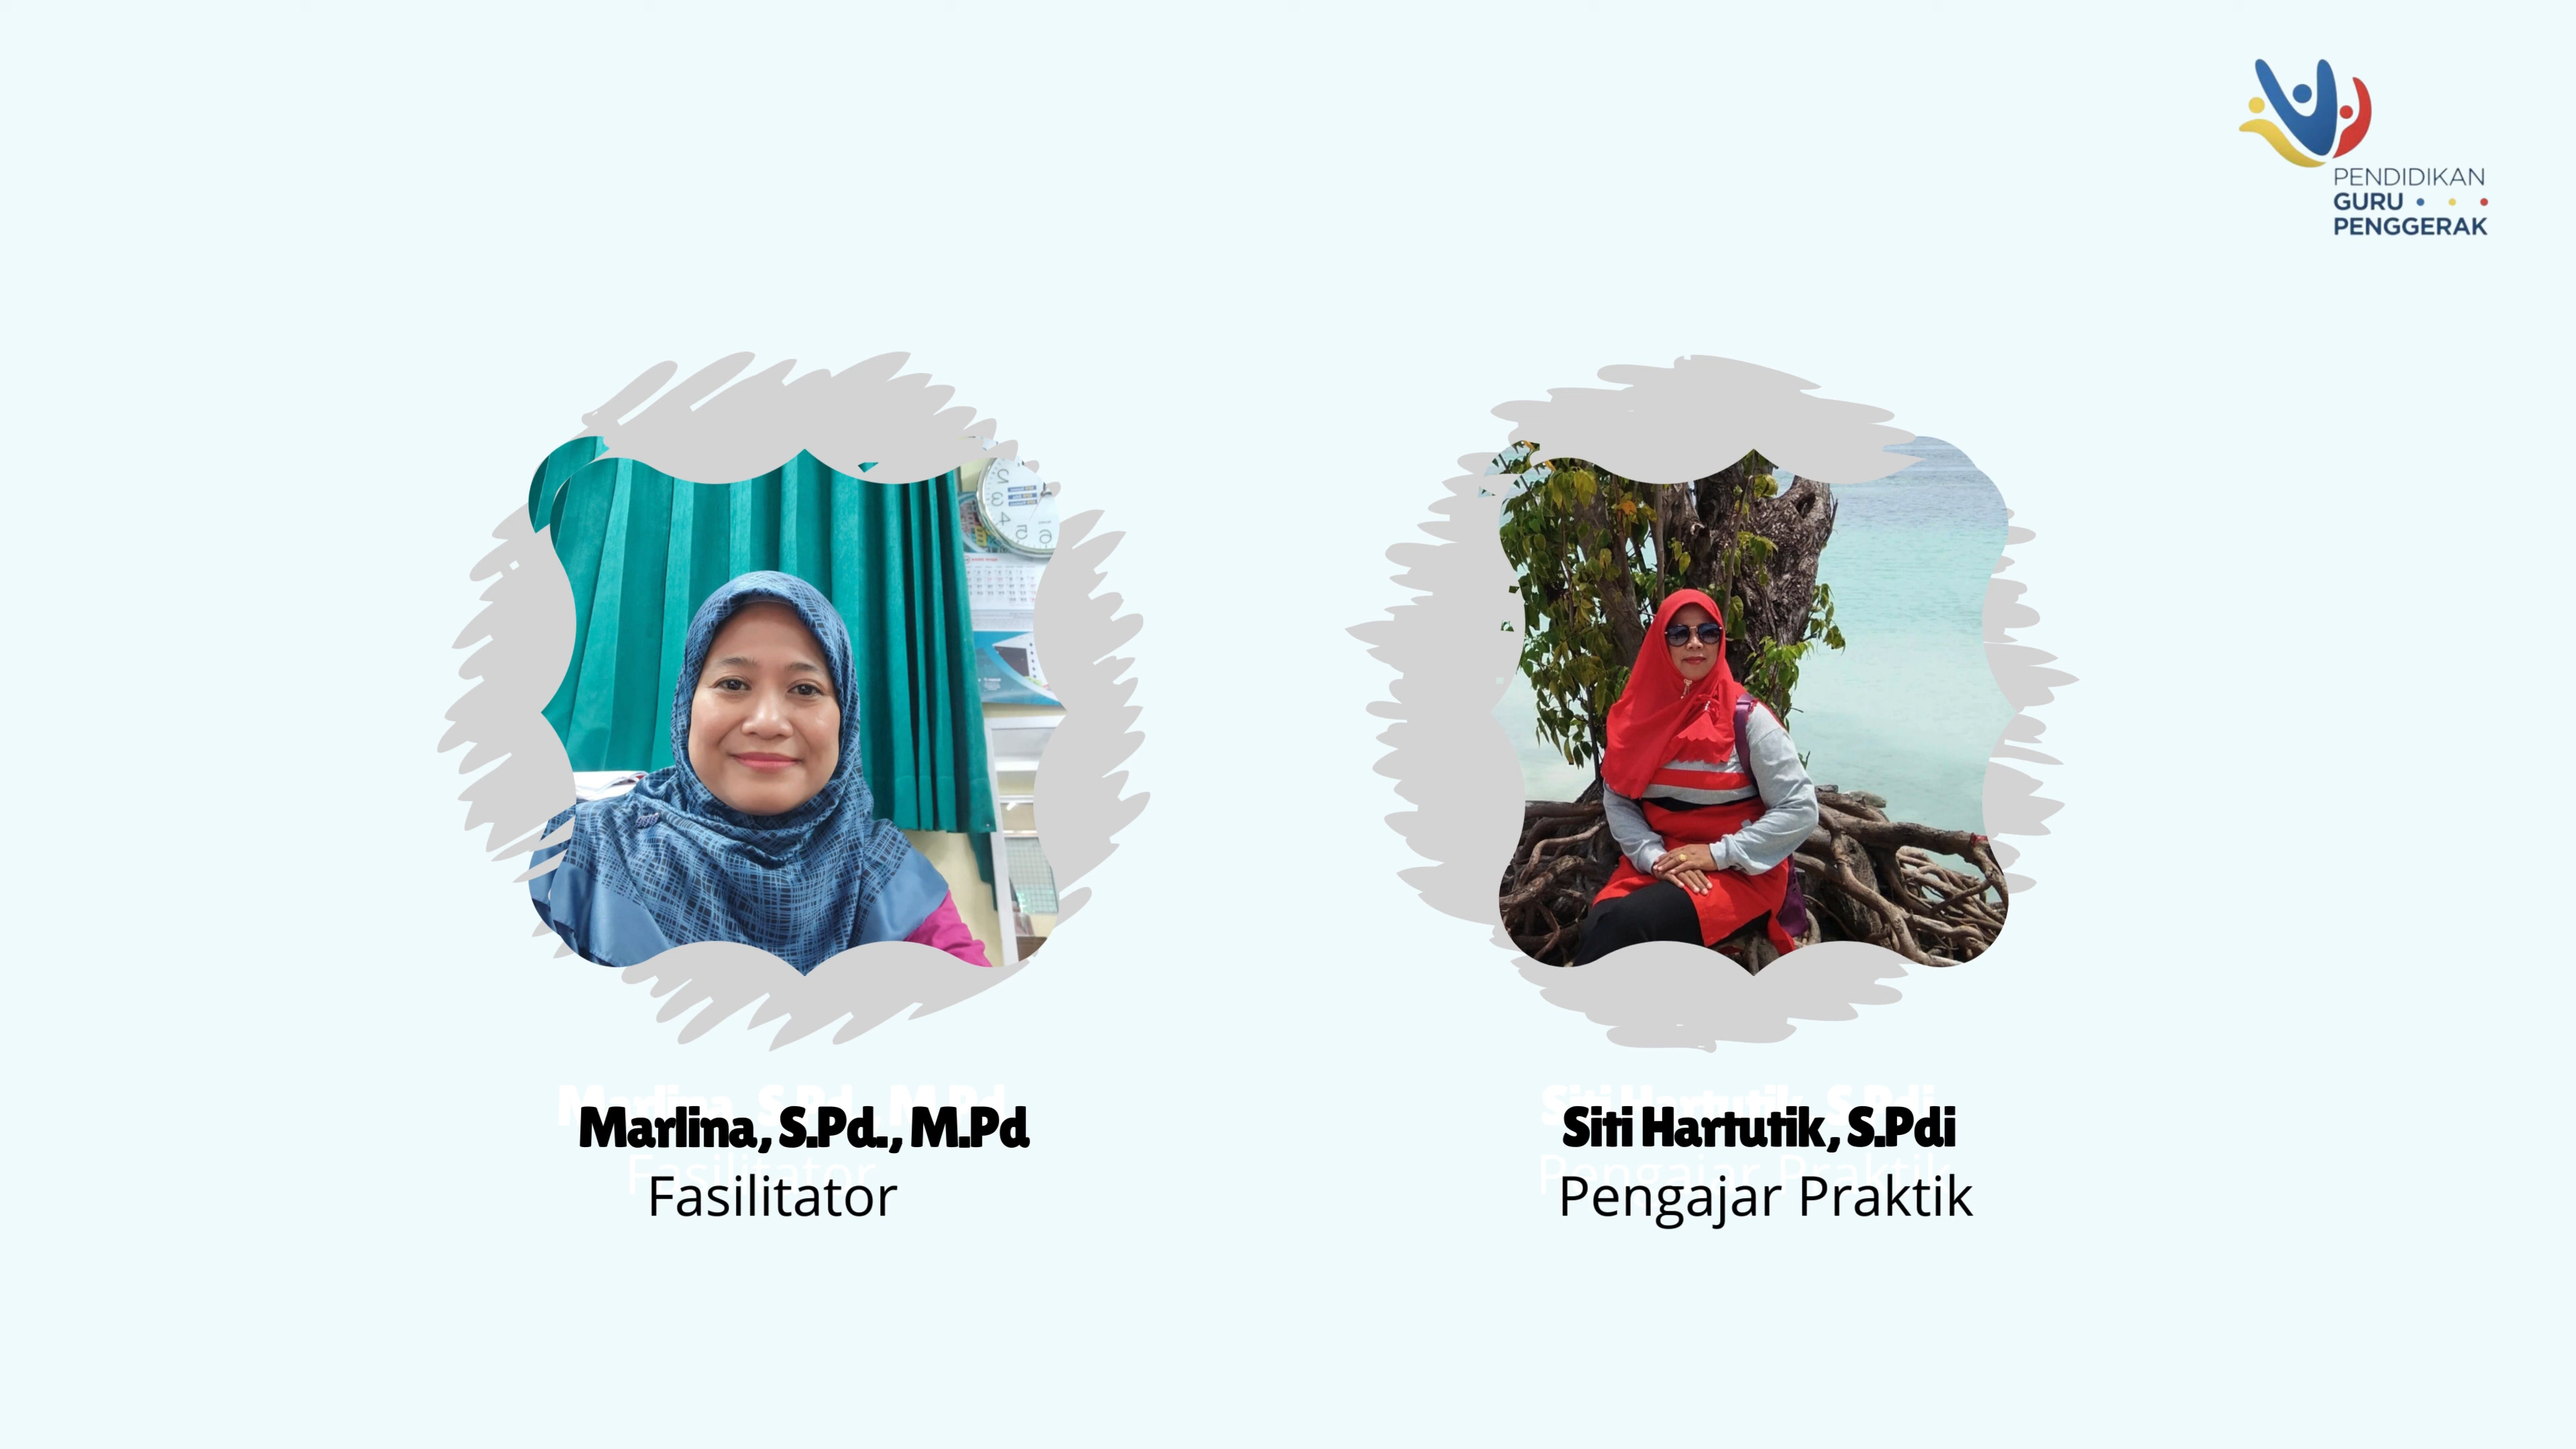 PENDIDIKAN
GURU
PENGGERAK
Marlina, S.Pd., M.Pd
Fasilitator
Siti Hartutik, S.Pdi
Pengajar Praktik